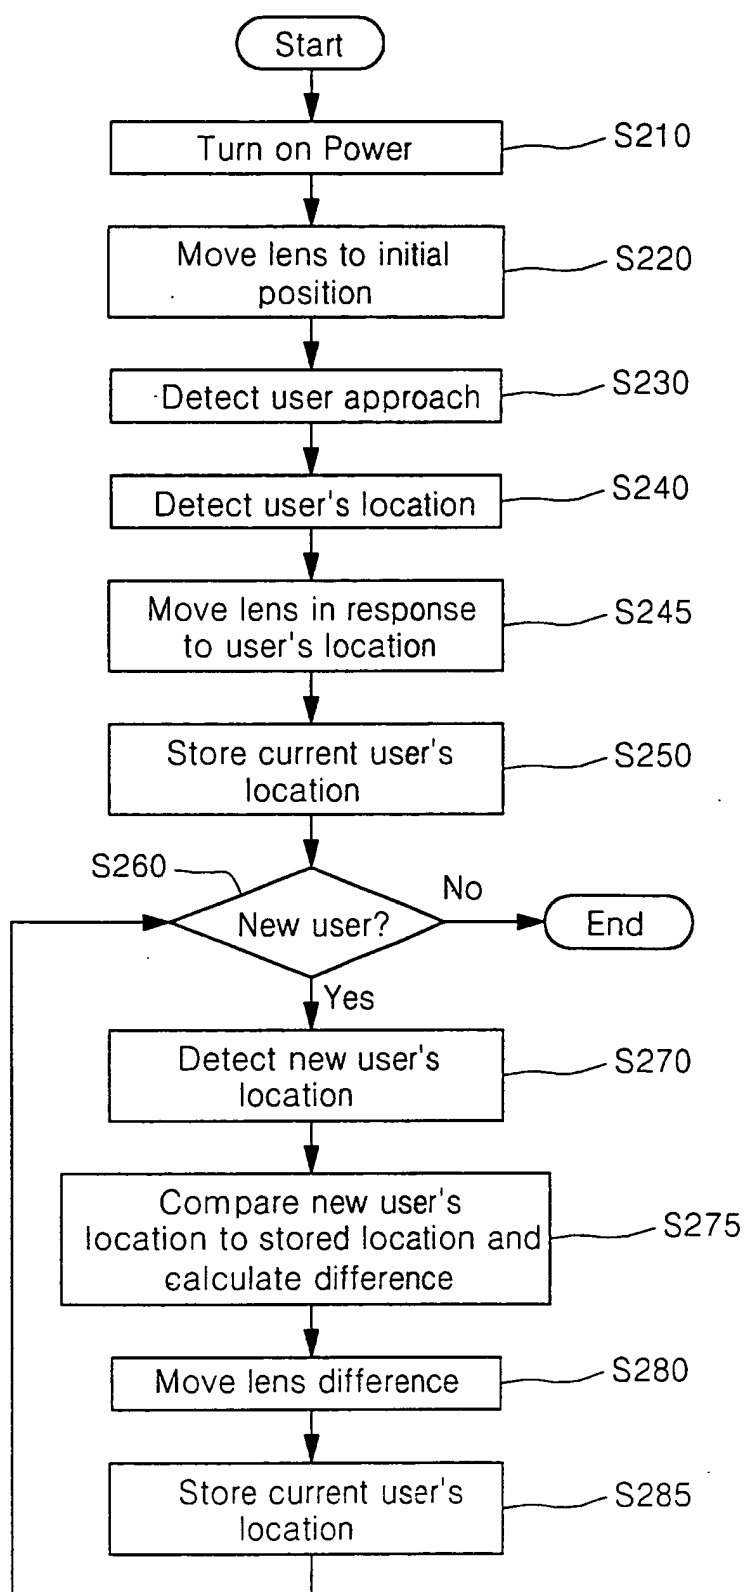 Start
Turn on Power
S210
Move lens to initial
position
S220
Detect user approach
S230
Detect user's location
S240
Move lens in response
to user's location
S245
Store current user's
location
S250
S260
New user?
No
End
Yes
Detect new user's
location
S270
Compare new user's
location to stored location and
calculate difference
S275
Move lens difference
S280
Store current user's
location
S285